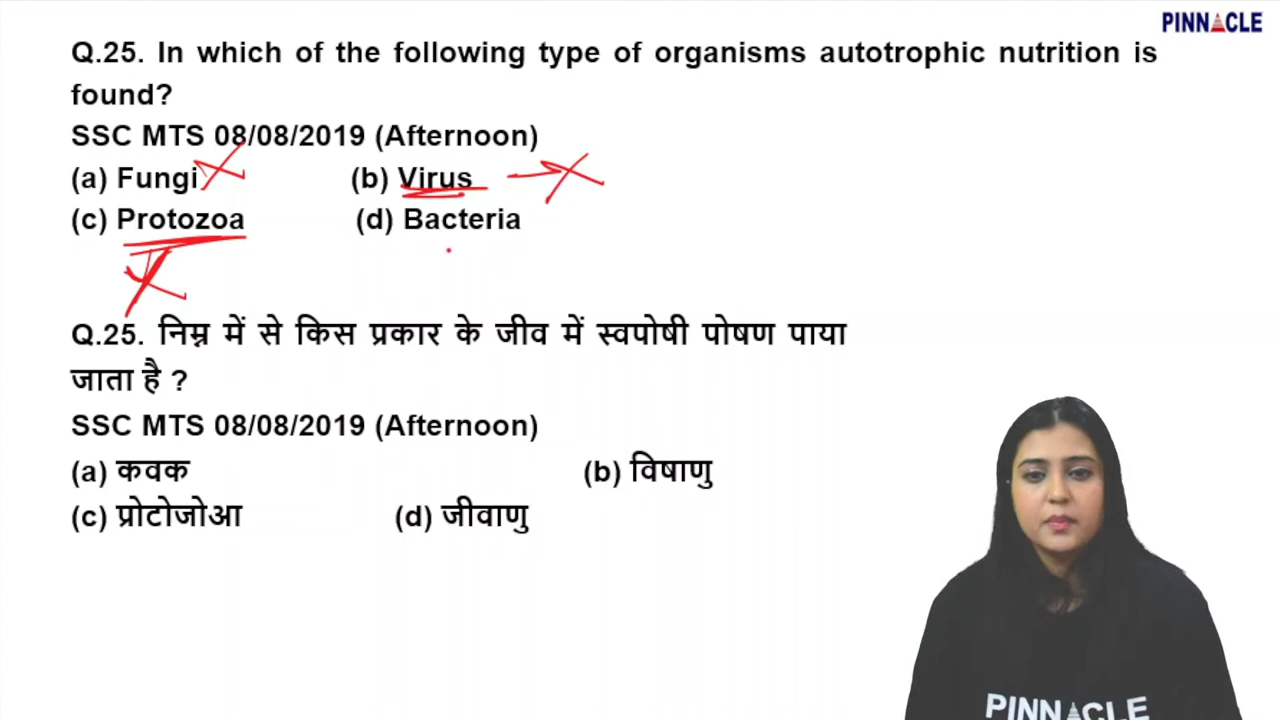 PINNACLE
Q.25. In which of the following type of organisms autotrophic nutrition is
found?
SSC MTS 08/08/2019 (Afternoon)
(a) Fungi (b) Virus
(c) Protozoa (d) Bacteria
Q.25. निम्न में से किस प्रकार के जीव में स्वपोषी पोषण पाया
जाता है ?
SSC MTS 08/08/2019 (Afternoon)
(a) कवक (b) विषाणु
(c) प्रोटोजोआ (d) जीवाणु
PINNACLE